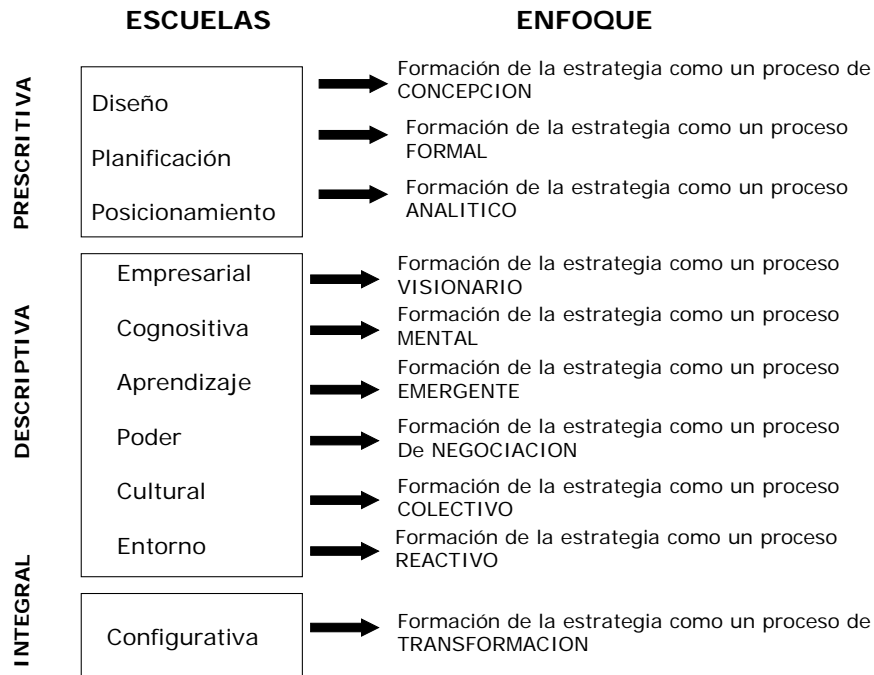 ESCUELAS ENFOQUE
PRESCRITIVA
Diseño
Planificación
Posicionamiento
Formación de la estrategia como un proceso de
CONCEPCION
Formación de la estrategia como un proceso
FORMAL
Formación de la estrategia como un proceso
ANALITICO
DESCRIPTIVA
Empresarial
Cognositiva
Aprendizaje
Poder
Cultural
Entorno
Formación de la estrategia como un proceso
VISIONARIO
Formación de la estrategia como un proceso
MENTAL
Formación de la estrategia como un proceso
EMERGENTE
Formación de la estrategia como un proceso
De NEGOCIACION
Formación de la estrategia como un proceso
COLECTIVO
Formación de la estrategia como un proceso
REACTIVO
INTEGRAL
Configurativa
Formación de la estrategia como un proceso de
TRANSFORMACION